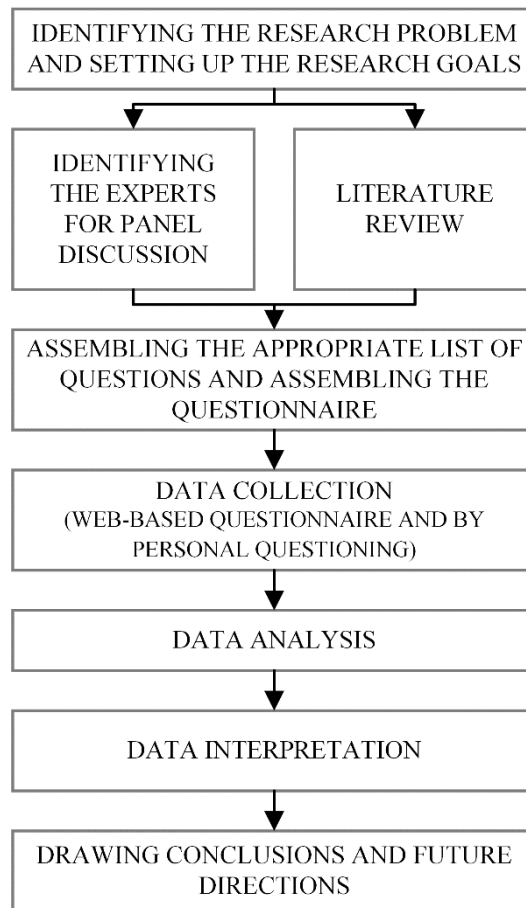 IDENTIFYING THE RESEARCH PROBLEM
AND SETTING UP THE RESEARCH GOALS
IDENTIFYING
THE EXPERTS
FOR PANEL
DISCUSSION
LITERATURE
REVIEW
ASSEMBLING THE APPROPRIATE LIST OF
QUESTIONS AND ASSEMBLING THE
QUESTIONNAIRE
DATA COLLECTION
(WEB-BASED QUESTIONNAIRE AND BY
PERSONAL QUESTIONING)
DATA ANALYSIS
DATA INTERPRETATION
DRAWING CONCLUSIONS AND FUTURE
DIRECTIONS